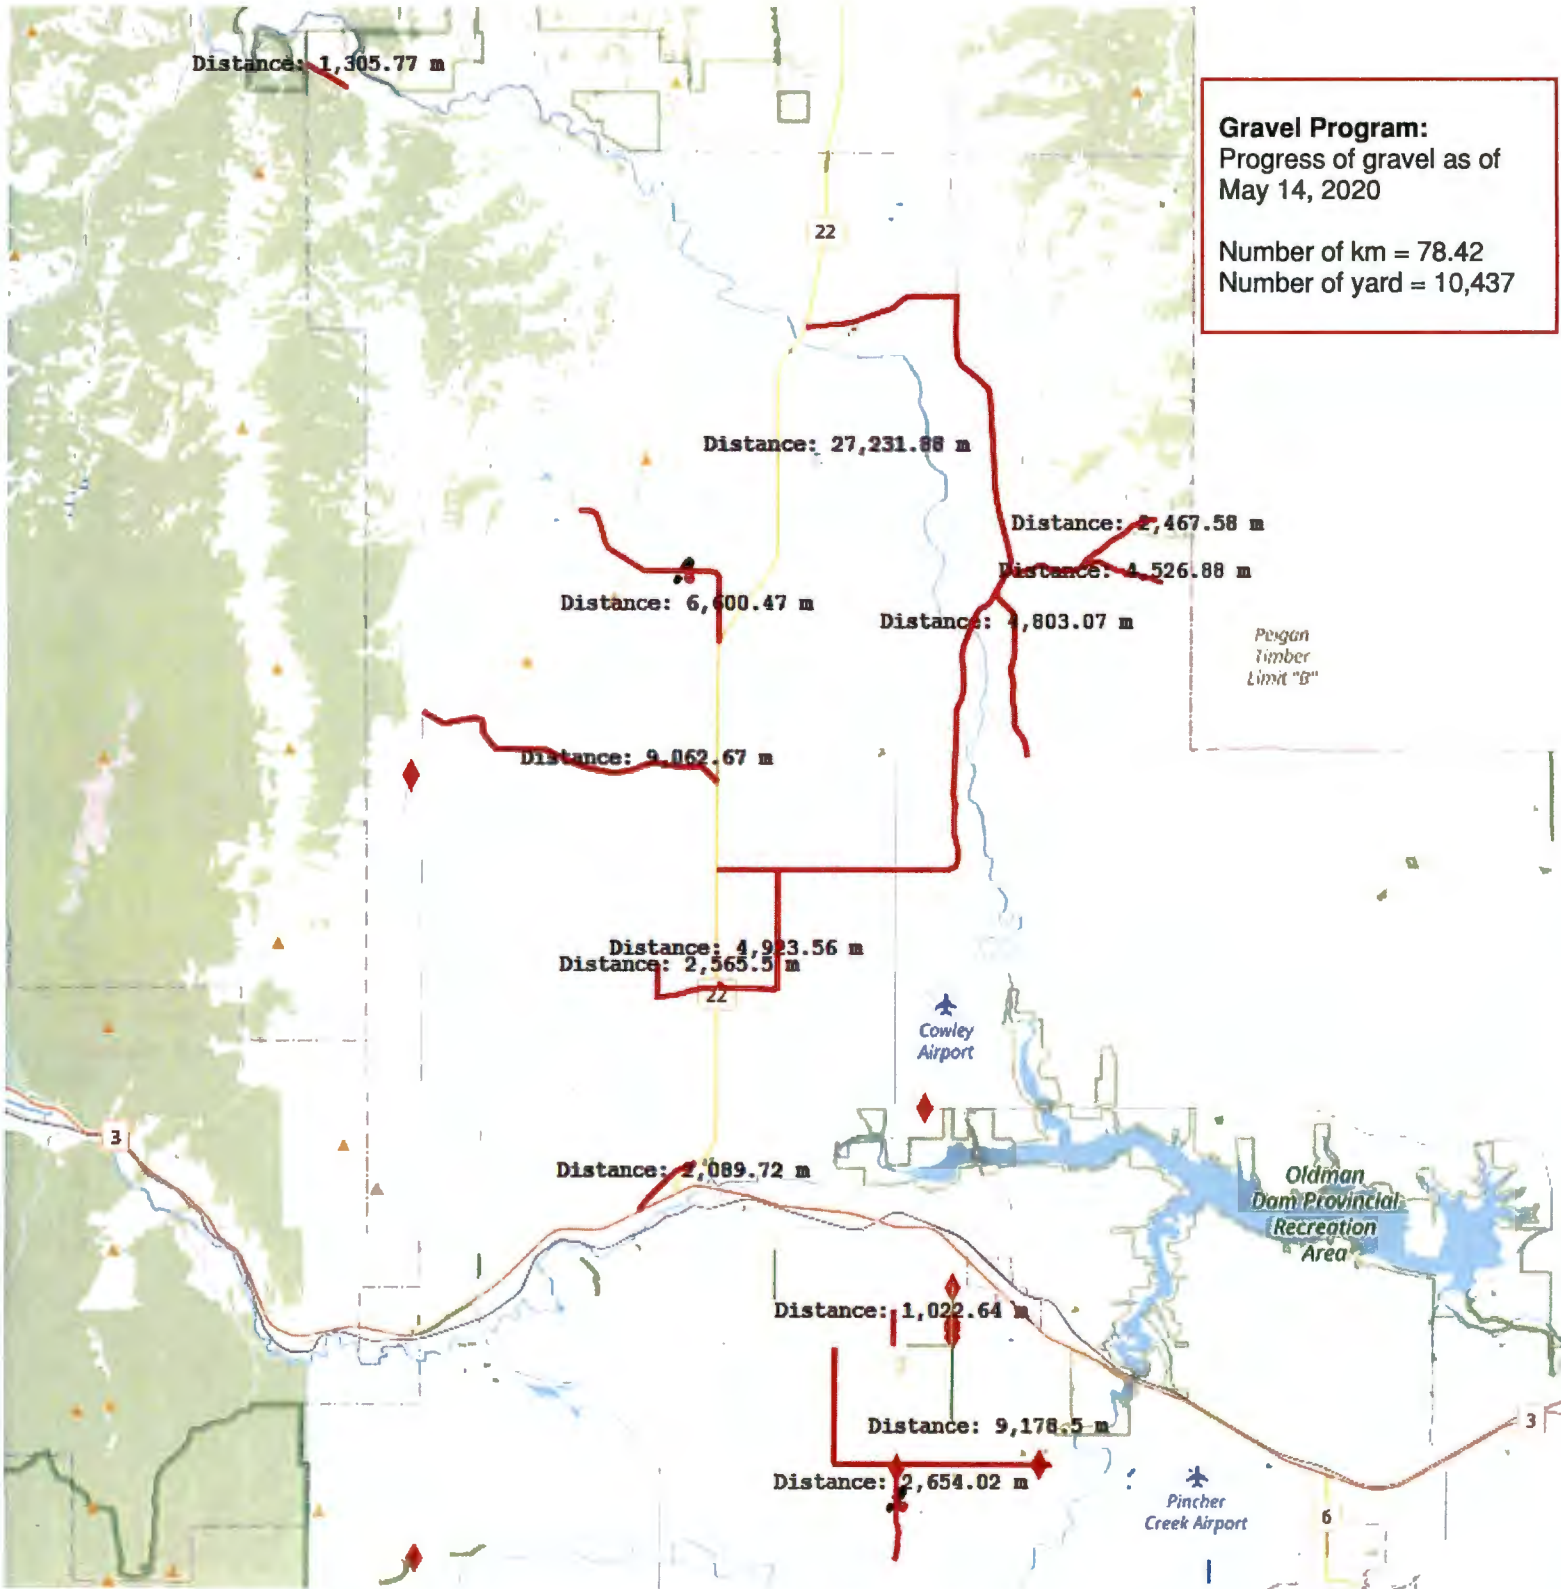 Distance: 1,305.77 m
Gravel Program:
Progress of gravel as of
May 14, 2020
Number of km = 78.42
Number of yard = 10,437
22
Distance: 27,231.88 m
Distance: 2,467.58 m
Distance: 4,526.88 m
Distance: 6,600.47 m
Distance: 4,803.07 m
Peigan
Timber
Limit "B"
Distance: 9,062.67 m
Distance: 4,923.56 m
Distance: 2,565.5 m
22
Cowley
Airport
3
Distance: 2,089.72 m
Oldman
Dam Provincial
Recreation
Area
Distance: 1,022.64 m
Distance: 9,178.5 m
3
Distance: 2,654.02 m
Pincher
Creek Airport
6